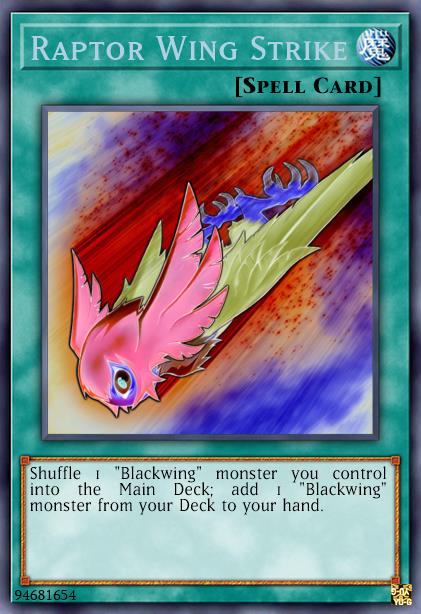 Raptor Wing Strike 魔
[Spell Card]
Shuffle 1 "Blackwing" monster you control
into the Main Deck; add 1 "Blackwing"
monster from your Deck to your hand.
94681654